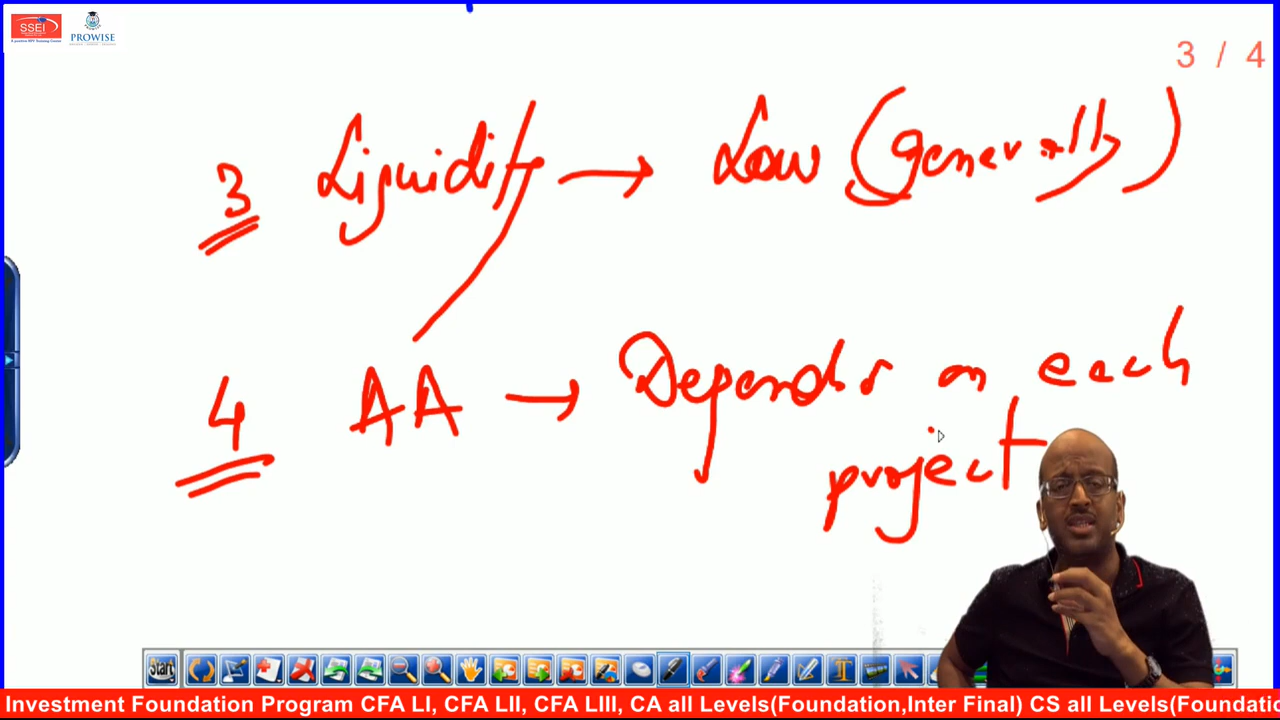 SSEI
PROWISE
3 / 4
3 Liquidity → Low (generally)
4 AA → Depends on each
project
Start
Investment Foundation Program CFA LI, CFA LII, CFA LIII, CA all Levels(Foundation,Inter Final) CS all Levels(Foundatio